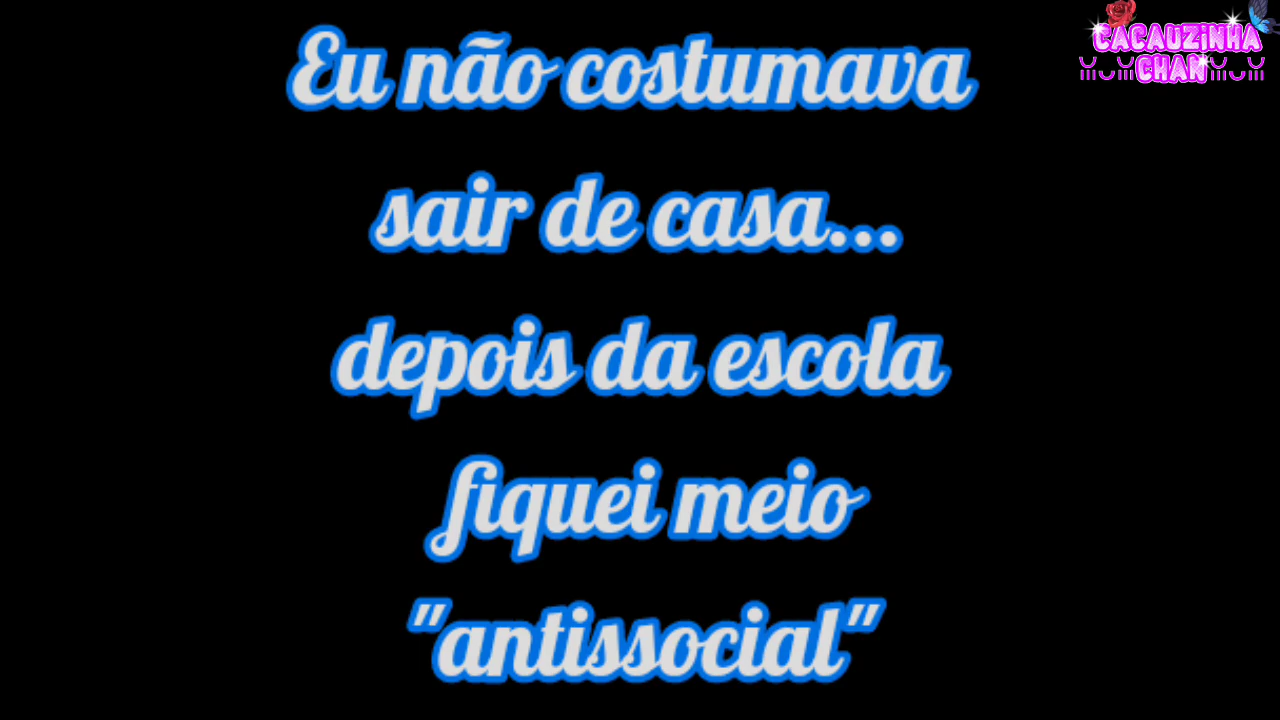 Eu não costumava
sair de casa...
depois da escola
fiquei meio
"antissocial"
CACAUZINHA
CHAN